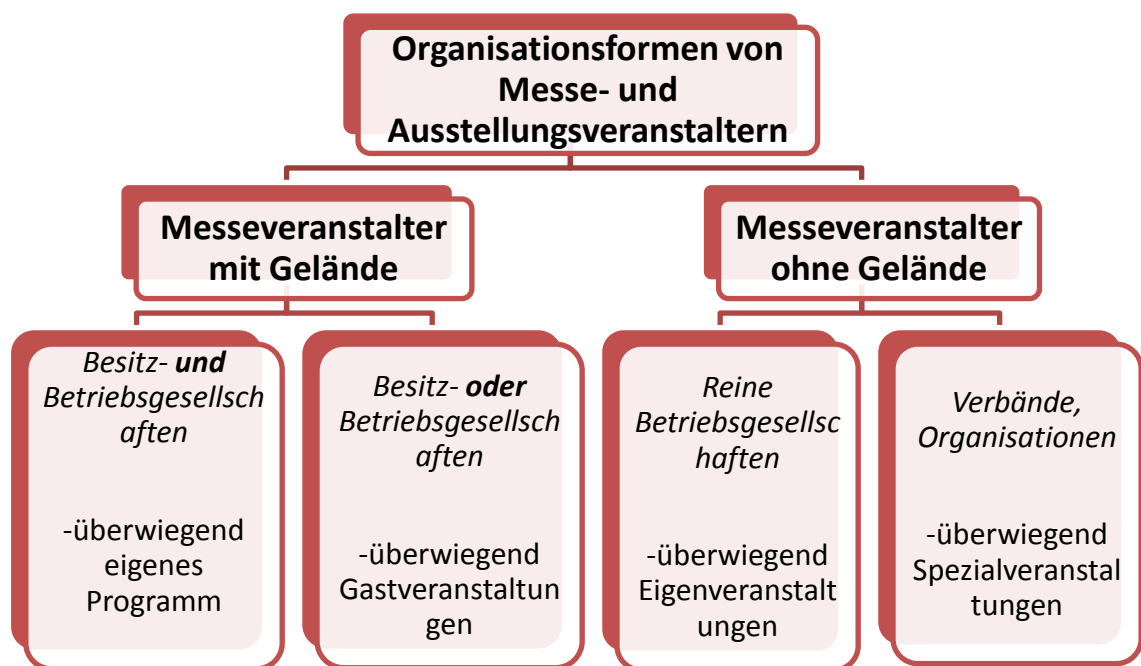 Organisationsformen von
Messe- und
Ausstellungsveranstaltern
Messeveranstalter
mit Gelände
Messeveranstalter
ohne Gelände
Besitz- und
Betriebsgesellsch
aften
-überwiegend
eigenes
Programm
Besitz- oder
Betriebsgesellsch
aften
-überwiegend
Gastveranstaltun
gen
Reine
Betriebsgesellsc
haften
-überwiegend
Eigenveranstalt
ungen
Verbände,
Organisationen
-überwiegend
Spezialveranstal
tungen